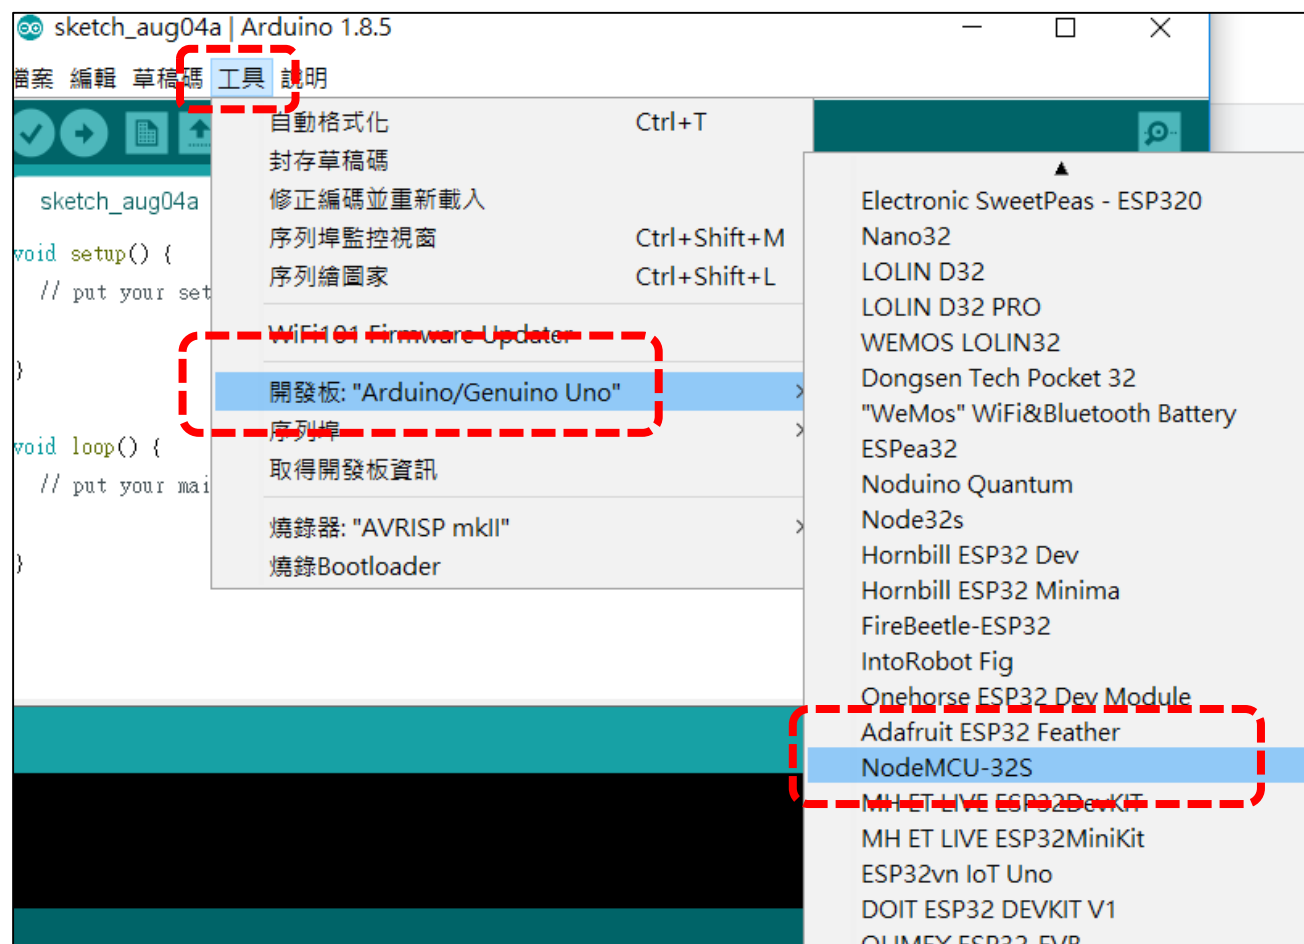 sketch_aug04a | Arduino 1.8.5
檔案 編輯 草稿碼 工具 說明
自動格式化 Ctrl+T
封存草稿碼
修正編碼並重新載入
序列埠監控視窗 Ctrl+Shift+M
序列繪圖家 Ctrl+Shift+L
WiFi101 Firmware Updater
開發板: "Arduino/Genuino Uno"
序列埠
取得開發板資訊
燒錄器: "AVRISP mkII"
燒錄Bootloader
sketch_aug04a
void setup() {
// put your set
}
void loop() {
// put your mai
}
Electronic SweetPeas - ESP320
Nano32
LOLIN D32
LOLIN D32 PRO
WEMOS LOLIN32
Dongsen Tech Pocket 32
"WeMos" WiFi&Bluetooth Battery
ESPea32
Noduino Quantum
Node32s
Hornbill ESP32 Dev
Hornbill ESP32 Minima
FireBeetle-ESP32
IntoRobot Fig
Onehorse ESP32 Dev Module
Adafruit ESP32 Feather
NodeMCU-32S
MH ET LIVE ESP32DevKIT
MH ET LIVE ESP32MiniKit
ESP32vn IoT Uno
DOIT ESP32 DEVKIT V1
OLIMEX ESP32-EVB